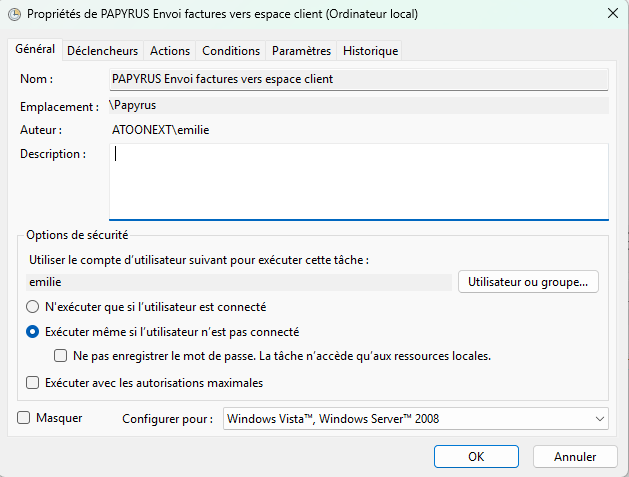 Propriétés de PAPYRUS Envoi factures vers espace client (Ordinateur local)
Général Déclencheurs Actions Conditions Paramètres Historique
Nom : PAPYRUS Envoi factures vers espace client
Emplacement : \Papyrus
Auteur : ATOONEXT\emilie
Description :
Options de sécurité
Utiliser le compte d'utilisateur suivant pour exécuter cette tâche :
emilie Utilisateur ou groupe...
N'exécuter que si l'utilisateur est connecté
Exécuter même si l'utilisateur n'est pas connecté
Ne pas enregistrer le mot de passe. La tâche n'accède qu'aux ressources locales.
Exécuter avec les autorisations maximales
Masquer Configurer pour : Windows Vista™, Windows Server™ 2008
OK Annuler